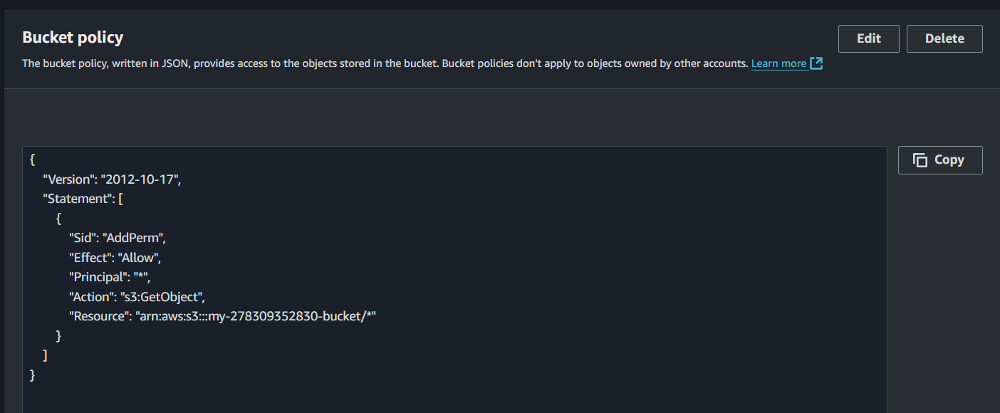 Bucket policy
Edit
Delete
The bucket policy, written in JSON, provides access to the objects stored in the bucket. Bucket policies don't apply to objects owned by other accounts. Learn more
Copy
{
"Version": "2012-10-17",
"Statement": [
{
"Sid": "AddPerm",
"Effect": "Allow",
"Principal": "*",
"Action": "s3:GetObject",
"Resource": "arn:aws:s3:::my-278309352830-bucket/*"
}
]
}